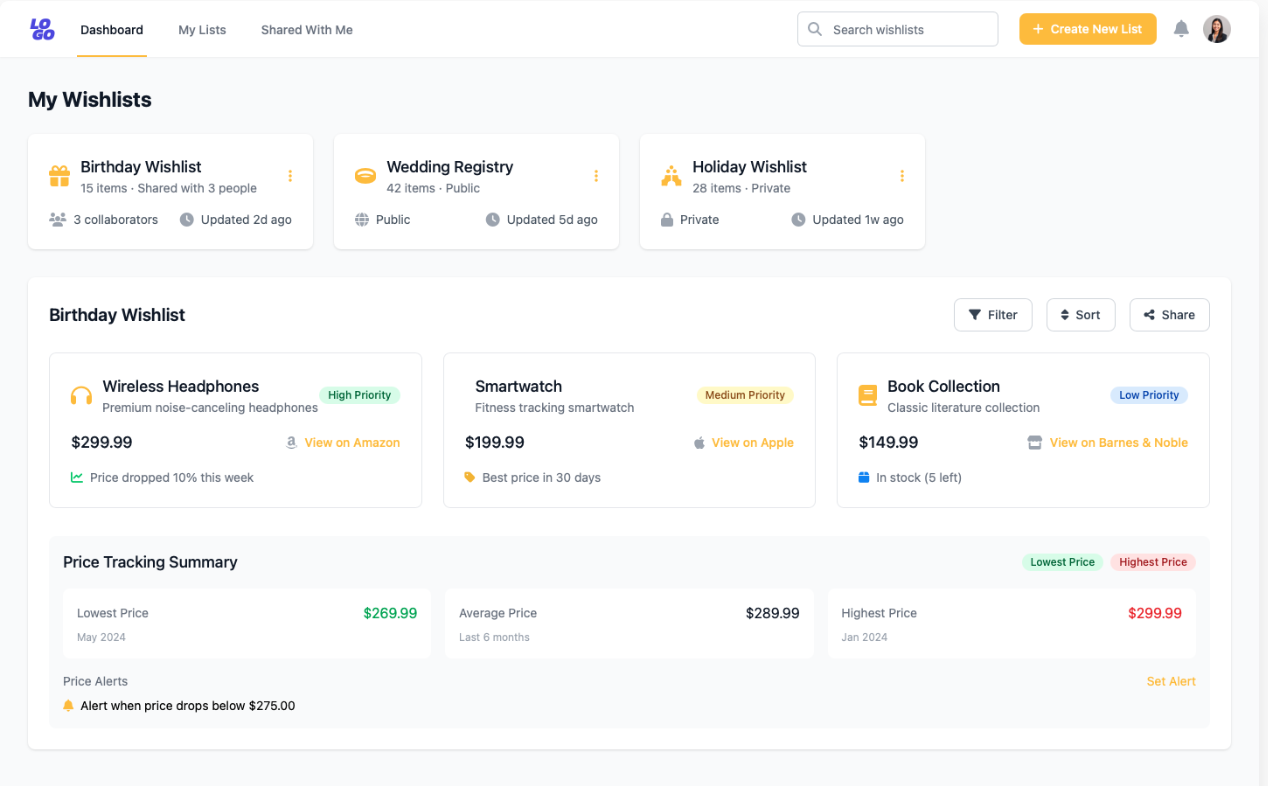 LOGO
Dashboard
My Lists
Shared With Me
Search wishlists
Create New List
My Wishlists
Birthday Wishlist
15 items · Shared with 3 people
3 collaborators
Updated 2d ago
Wedding Registry
42 items · Public
Public
Updated 5d ago
Holiday Wishlist
28 items · Private
Private
Updated 1w ago
Birthday Wishlist
Filter
Sort
Share
Wireless Headphones
Premium noise-canceling headphones
High Priority
$299.99
View on Amazon
Price dropped 10% this week
Smartwatch
Fitness tracking smartwatch
Medium Priority
$199.99
View on Apple
Best price in 30 days
Book Collection
Classic literature collection
Low Priority
$149.99
View on Barnes & Noble
In stock (5 left)
Price Tracking Summary
Lowest Price
Highest Price
Lowest Price
$269.99
May 2024
Average Price
$289.99
Last 6 months
Highest Price
$299.99
Jan 2024
Price Alerts
Set Alert
Alert when price drops below $275.00